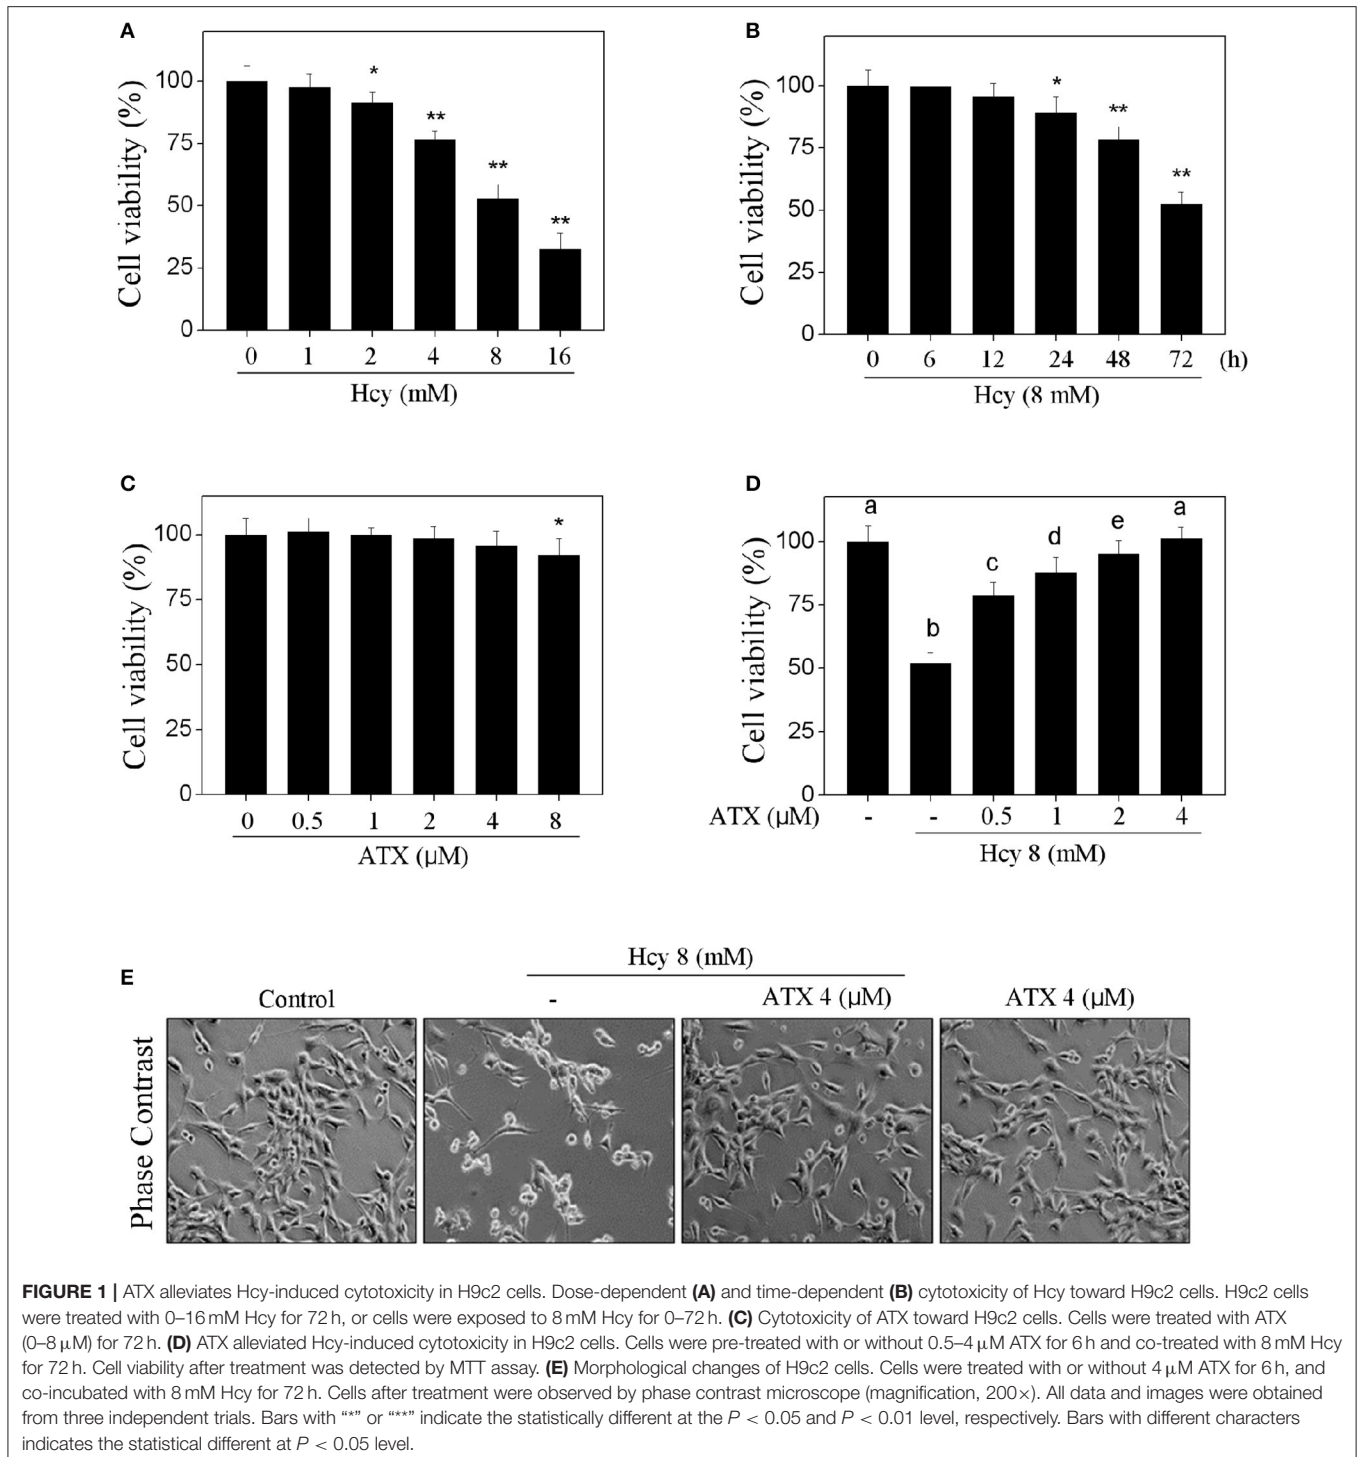 A
Cell viability (%)
100
75
50
25
0
*
**
**
**
0 1 2 4 8 16
Hcy (mM)
B
Cell viability (%)
100
75
50
25
0
*
**
**
0 6 12 24 48 72 (h)
Hcy (8 mM)
C
Cell viability (%)
100
75
50
25
0
*
0 0.5 1 2 4 8
ATX (μM)
D
Cell viability (%)
100
75
50
25
0
a b c d e a
ATX (μM) - - 0.5 1 2 4
Hcy 8 (mM)
E
Hcy 8 (mM)
Control - ATX 4 (μM) ATX 4 (μM)
Phase Contrast
FIGURE 1 | ATX alleviates Hcy-induced cytotoxicity in H9c2 cells. Dose-dependent (A) and time-dependent (B) cytotoxicity of Hcy toward H9c2 cells. H9c2 cells
were treated with 0–16 mM Hcy for 72 h, or cells were exposed to 8 mM Hcy for 0–72 h. (C) Cytotoxicity of ATX toward H9c2 cells. Cells were treated with ATX
(0–8 μM) for 72 h. (D) ATX alleviated Hcy-induced cytotoxicity in H9c2 cells. Cells were pre-treated with or without 0.5–4 μM ATX for 6 h and co-treated with 8 mM Hcy
for 72 h. Cell viability after treatment was detected by MTT assay. (E) Morphological changes of H9c2 cells. Cells were treated with or without 4 μM ATX for 6 h, and
co-incubated with 8 mM Hcy for 72 h. Cells after treatment were observed by phase contrast microscope (magnification, 200×). All data and images were obtained
from three independent trials. Bars with “*” or “**” indicate the statistically different at the P < 0.05 and P < 0.01 level, respectively. Bars with different characters
indicates the statistical different at P < 0.05 level.